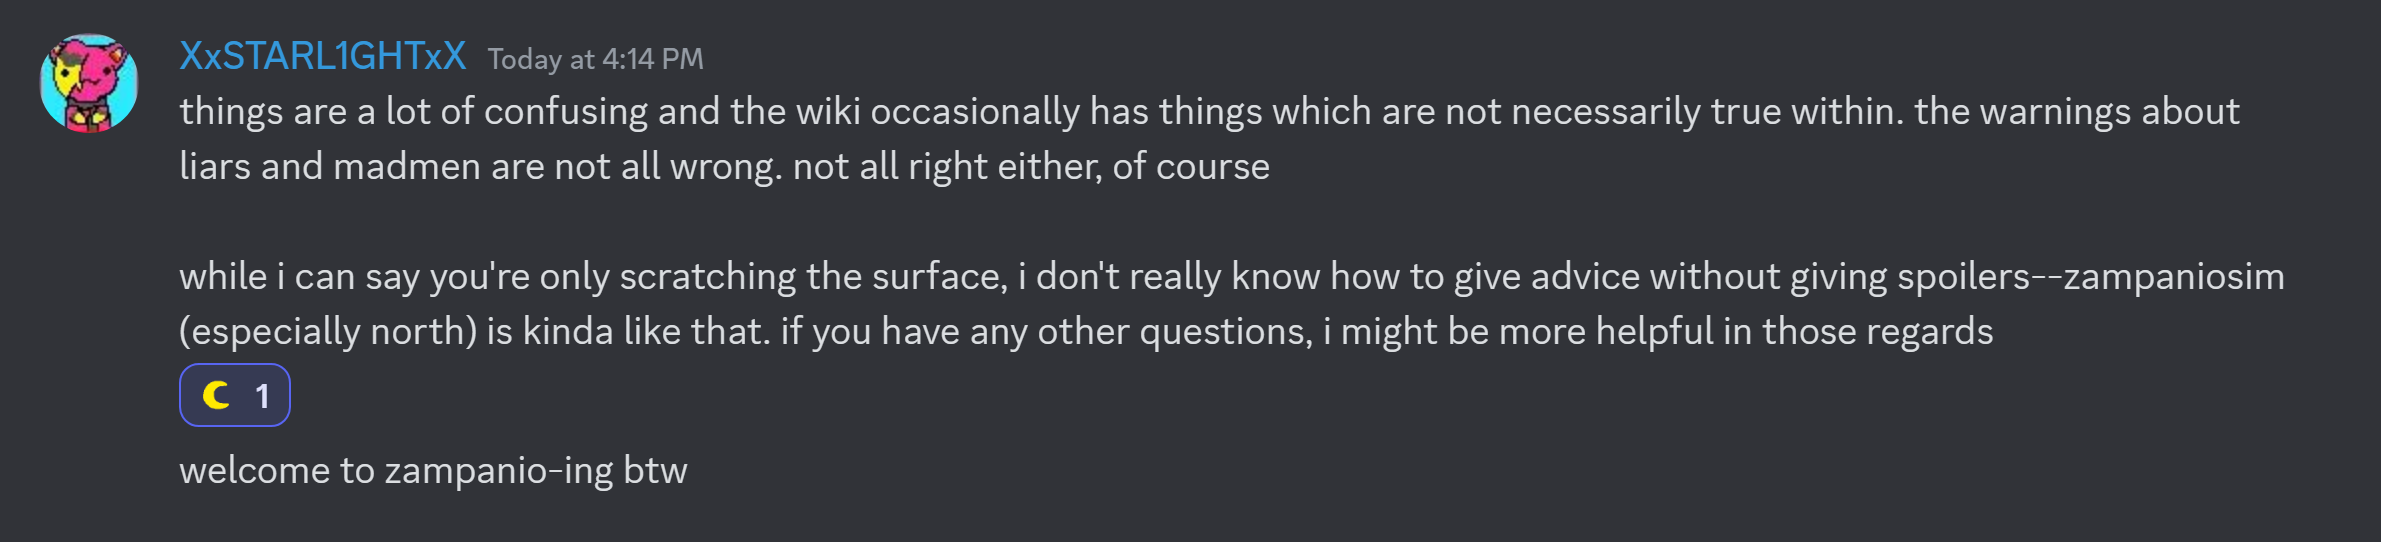 XxSTARL1GHTxX Today at 4:14 PM
things are a lot of confusing and the wiki occasionally has things which are not necessarily true within. the warnings about
liars and madmen are not all wrong. not all right either, of course
while i can say you're only scratching the surface, i don't really know how to give advice without giving spoilers--zampaniosim
(especially north) is kinda like that. if you have any other questions, i might be more helpful in those regards
1
welcome to zampanio-ing btw